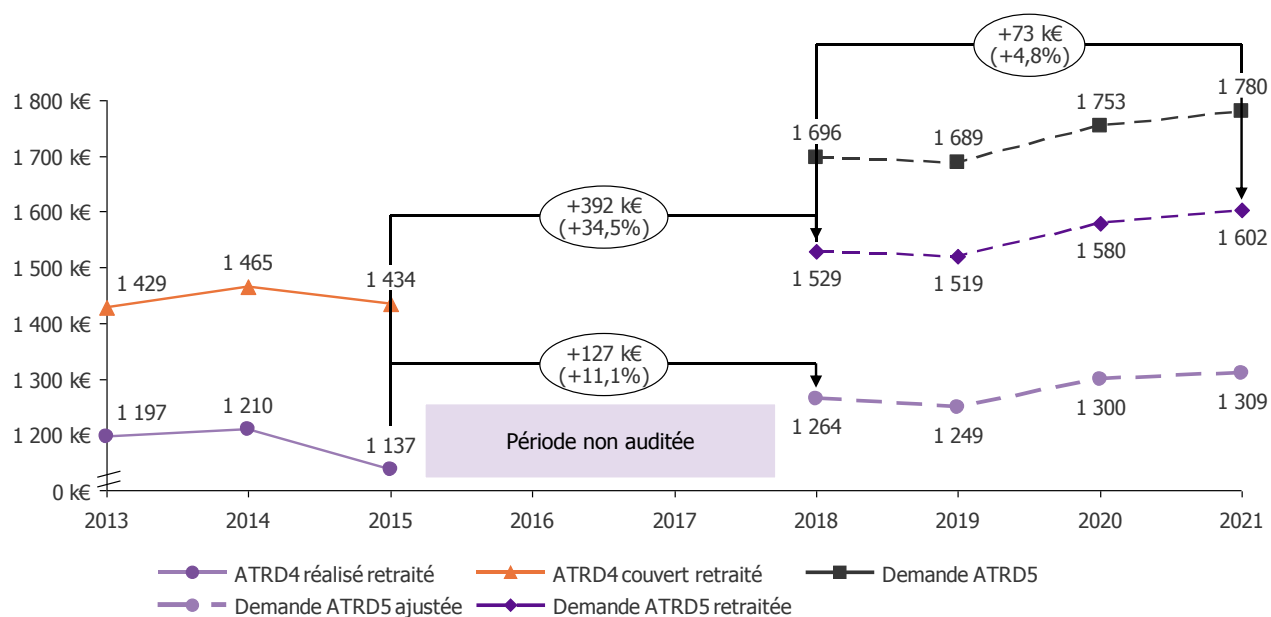 +73 k€
(+4,8%)
1 800 k€
1 700 k€
1 600 k€
1 500 k€
1 400 k€
1 300 k€
1 200 k€
0 k€
1 696
1 689
1 753
1 780
+392 k€
(+34,5%)
1 529
1 519
1 580
1 602
1 429
1 465
1 434
+127 k€
(+11,1%)
1 197
1 210
1 137
Période non auditée
1 264
1 249
1 300
1 309
2013 2014 2015 2016 2017 2018 2019 2020 2021
ATRD4 réalisé retraité ATRD4 couvert retraité Demande ATRD5
Demande ATRD5 ajustée Demande ATRD5 retraitée